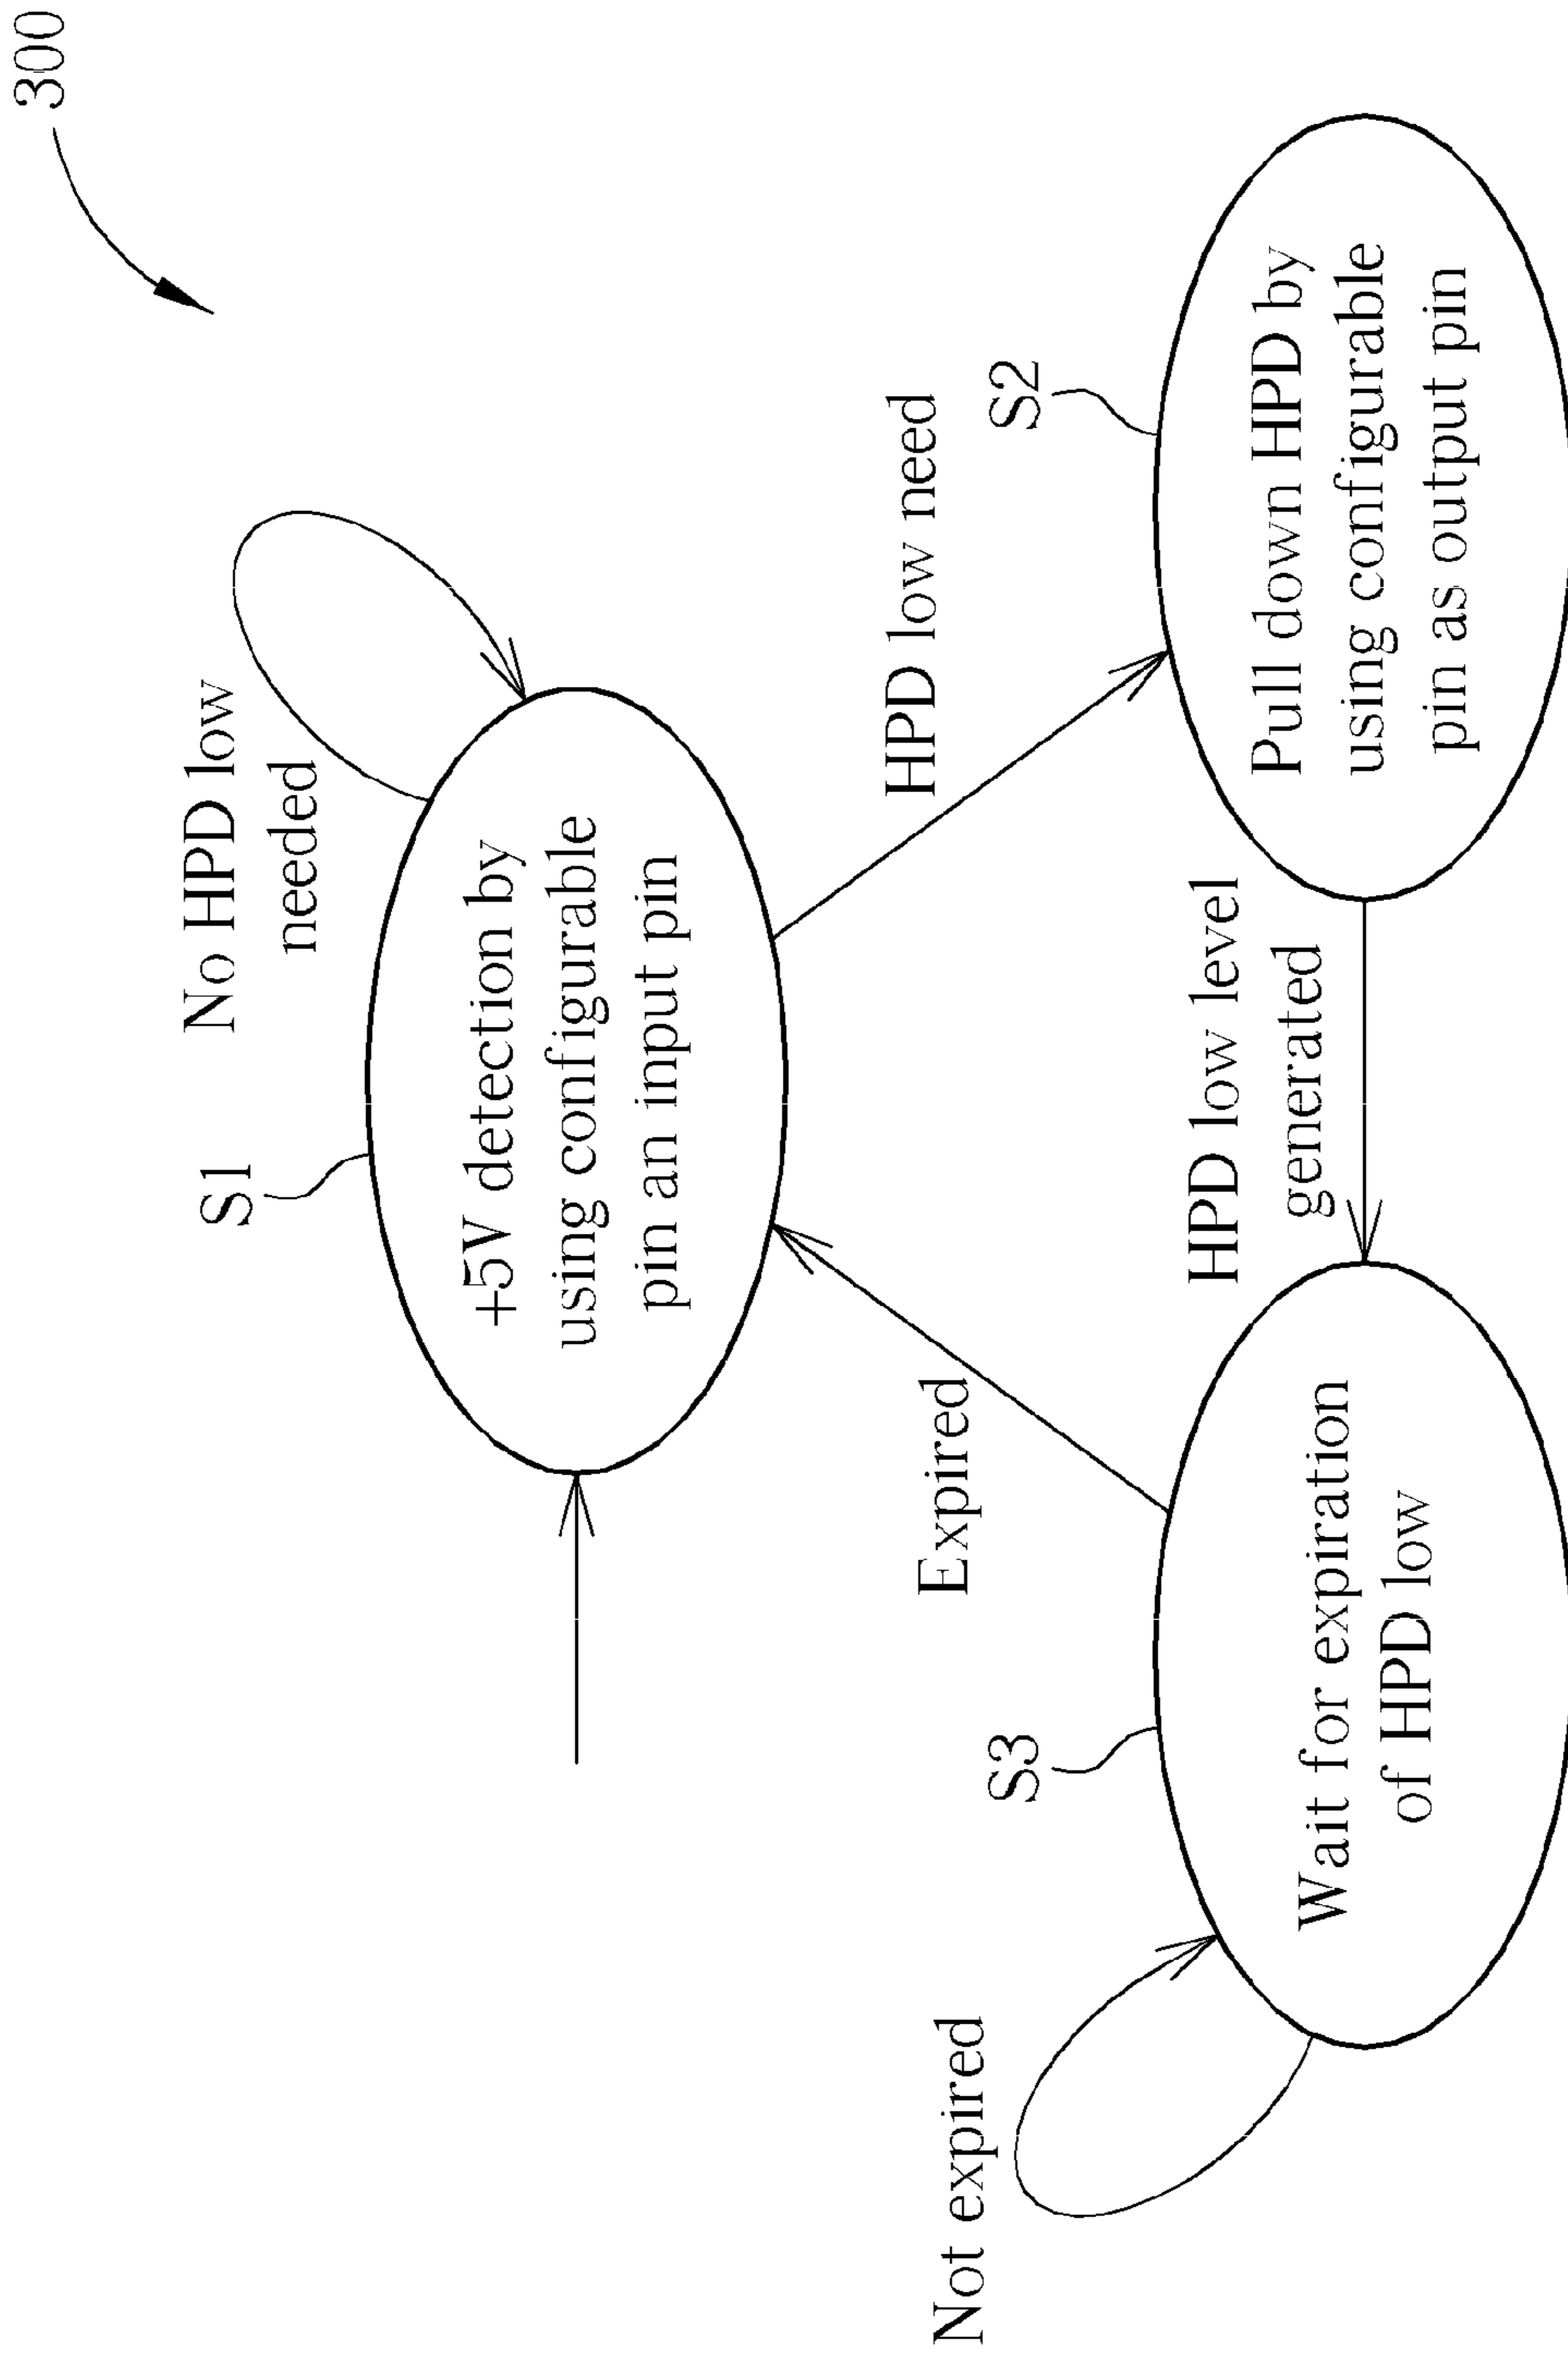 300
No HPD low
needed
S1
+5V detection by
using configurable
pin an input pin
Expired
HPD low need
S3
S2
Not expired
Wait for expiration
of HPD low
HPD low level
generated
Pull down HPD by
using configurable
pin as output pin